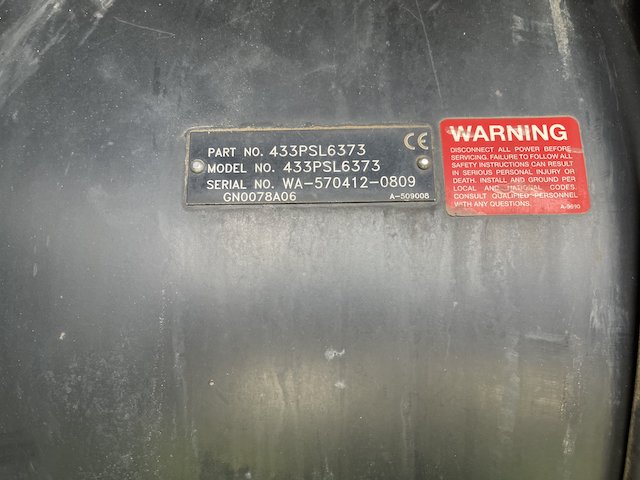 PART NO. 433PSL6373 CE
MODEL NO. 433PSL6373
SERIAL NO. WA-570412-0809
GN0078A06 A-509008
WARNING
DISCONNECT ALL POWER BEFORE
SERVICING. FAILURE TO FOLLOW ALL
SAFETY INSTRUCTIONS CAN RESULT
IN SERIOUS PERSONAL INJURY OR
DEATH. INSTALL AND GROUND PER
LOCAL AND NATIONAL CODES.
CONSULT QUALIFIED PERSONNEL
WITH ANY QUESTIONS.